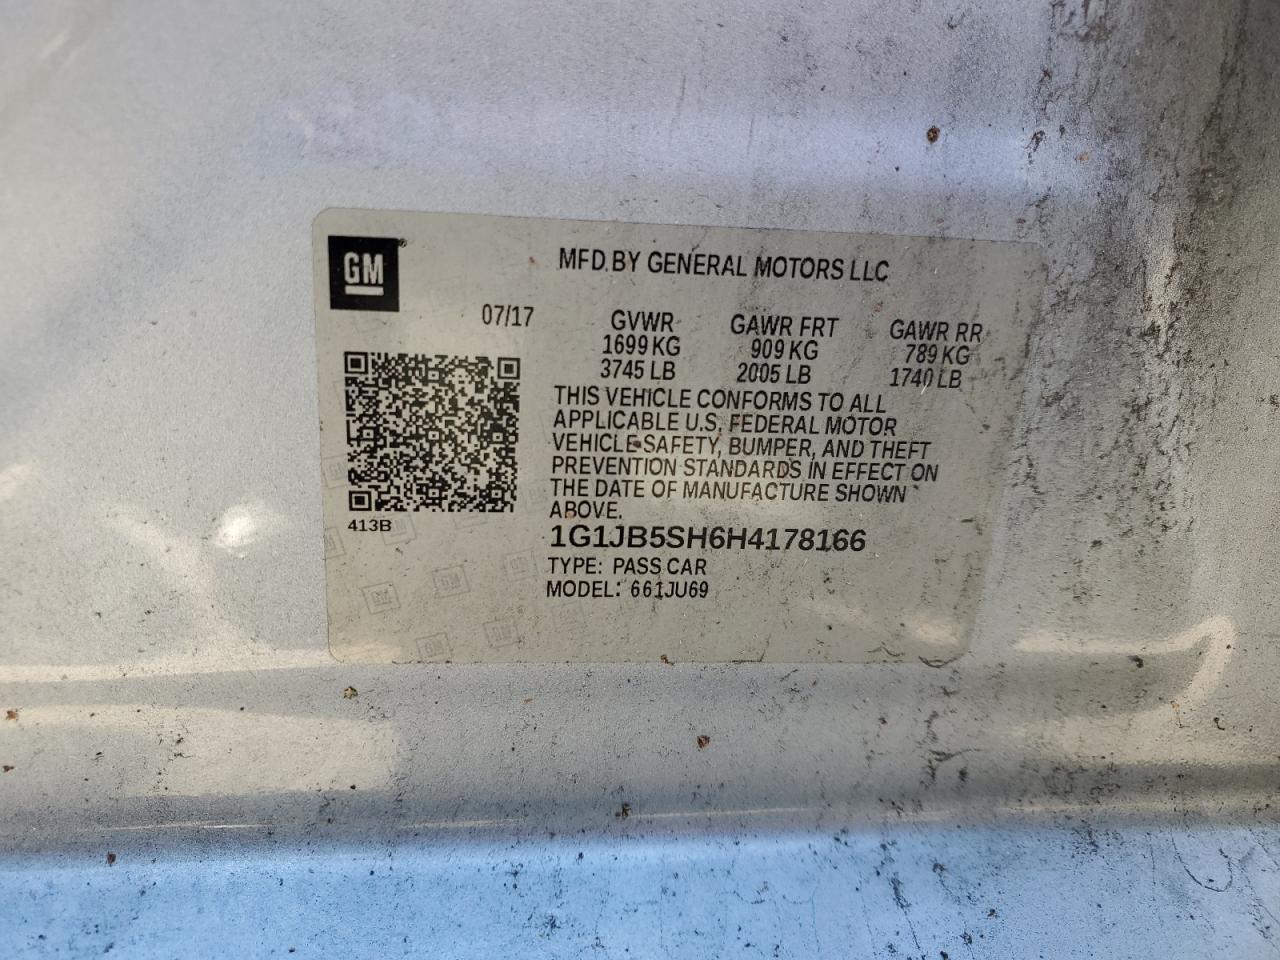 GM
MFD. BY GENERAL MOTORS LLC
07/17
GVWR GAWR FRT GAWR RR
1699 KG 909 KG 789 KG
3745 LB 2005 LB 1740 LB
THIS VEHICLE CONFORMS TO ALL
APPLICABLE U.S. FEDERAL MOTOR
VEHICLE SAFETY, BUMPER, AND THEFT
PREVENTION STANDARDS IN EFFECT ON
THE DATE OF MANUFACTURE SHOWN
ABOVE.
413B
1G1JB5SH6H4178166
TYPE: PASS CAR
MODEL: 661JU69